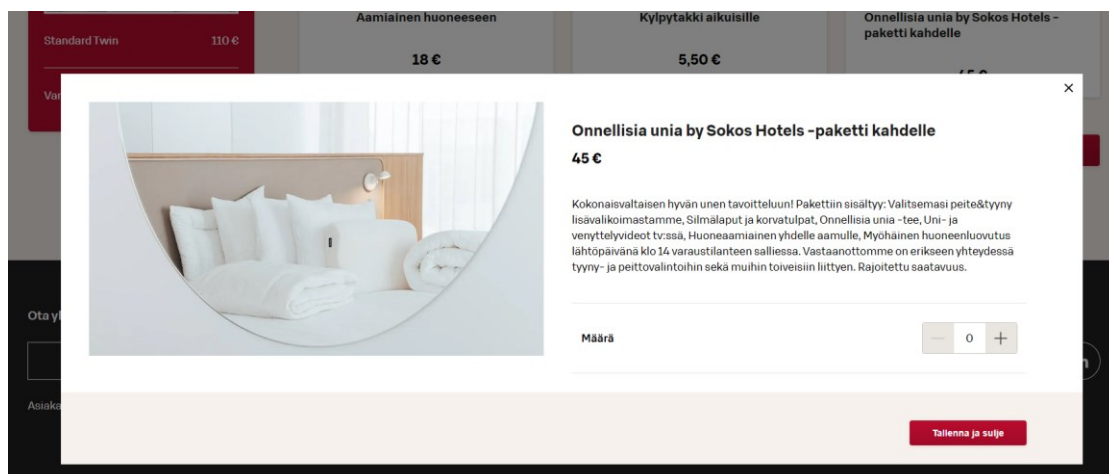 Aamiainen huoneeseen
Kylpytakki aikuisille
Onnellisia unia by Sokos Hotels -
paketti kahdelle
Standard Twin 110 €
18 €
5,50 €
45 €
Onnellisia unia by Sokos Hotels -paketti kahdelle
45 €
Kokonaisvaltaisen hyvän unen tavoitteluun! Pakettiin sisältyy: Valitsemasi peite&tyyny
lisävalikoimastamme, Silmälaput ja korvatulpat, Onnellisia unia -tee, Uni- ja
venyttelyvideot tv:ssä, Huoneaamiainen yhdelle aamulle, Myöhäinen huoneenluovutus
lähtöpäivänä klo 14 varaustilanteen salliessa. Vastaanottomme on erikseen yhteydessä
tyyny- ja peittovalintoihin sekä muihin toiveisiin liittyen. Rajoitettu saatavuus.
Määrä
0
Tallenna ja sulje